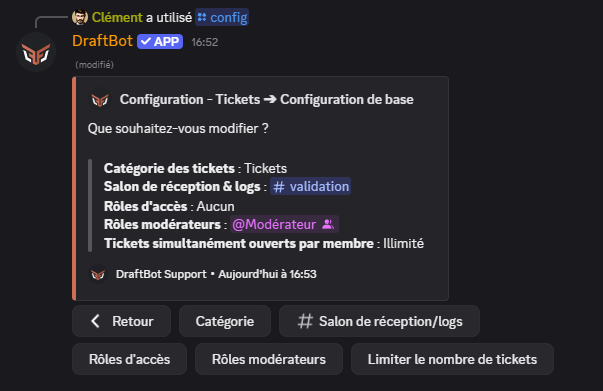 Clément a utilisé config
DraftBot APP 16:52
(modifié)
Configuration - Tickets ➔ Configuration de base
Que souhaitez-vous modifier ?
Catégorie des tickets : Tickets
Salon de réception & logs : # validation
Rôles d'accès : Aucun
Rôles modérateurs : @Modérateur
Tickets simultanément ouverts par membre : Illimité
DraftBot Support • Aujourd'hui à 16:53
Retour Catégorie Salon de réception/logs
Rôles d'accès Rôles modérateurs Limiter le nombre de tickets